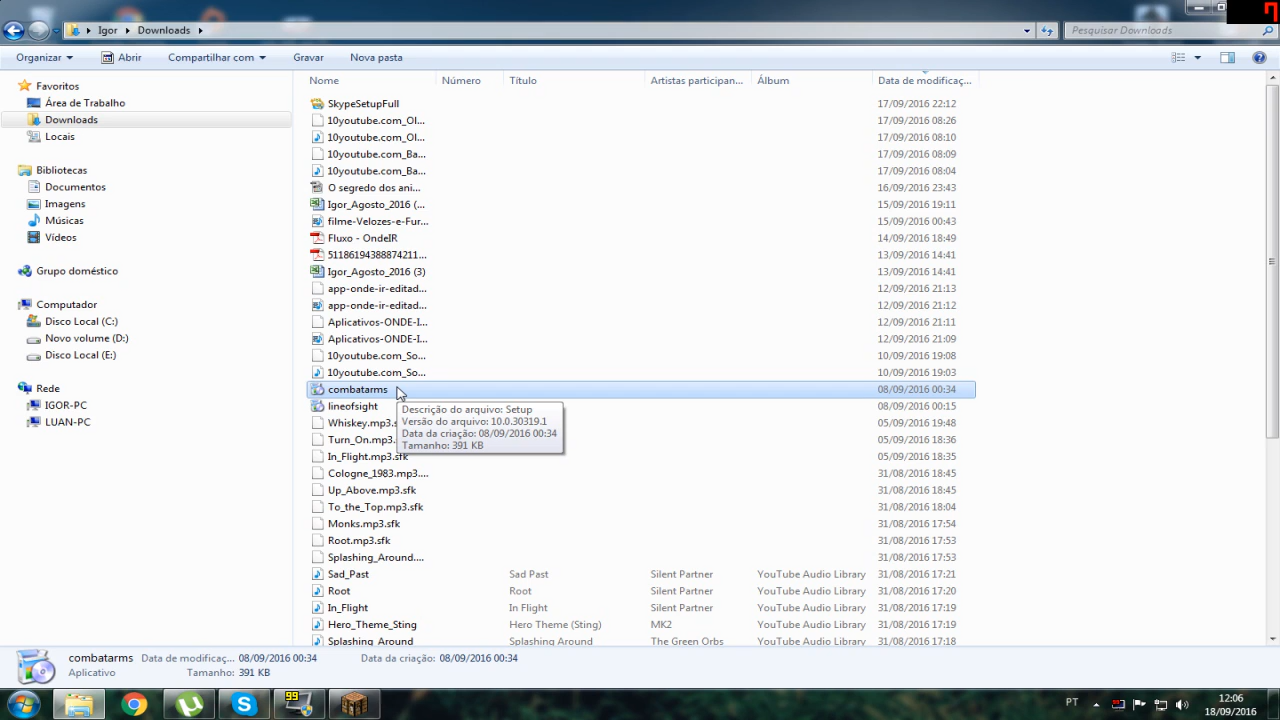 Igor
Downloads
Pesquisar Downloads
Organizar
Abrir
Compartilhar com
Gravar
Nova pasta
Favoritos
Área de Trabalho
Downloads
Locais
Bibliotecas
Documentos
Imagens
Músicas
Vídeos
Grupo doméstico
Computador
Disco Local (C:)
Novo volume (D:)
Disco Local (E:)
Rede
IGOR-PC
LUAN-PC
Nome Número Título Artistas participan... Álbum Data de modificaç...
SkypeSetupFull 17/09/2016 22:12
10youtube.com_Ol... 17/09/2016 08:26
10youtube.com_Ol... 17/09/2016 08:10
10youtube.com_Ba... 17/09/2016 08:09
10youtube.com_Ba... 17/09/2016 08:04
O segredo dos ani... 16/09/2016 23:43
Igor_Agosto_2016 (... 15/09/2016 19:11
filme-Velozes-e-Fur... 15/09/2016 00:43
Fluxo - OndeIR 14/09/2016 18:49
51186194388874211... 13/09/2016 14:41
Igor_Agosto_2016 (3) 13/09/2016 14:41
app-onde-ir-editad... 12/09/2016 21:13
app-onde-ir-editad... 12/09/2016 21:12
Aplicativos-ONDE-I... 12/09/2016 21:11
Aplicativos-ONDE-I... 12/09/2016 21:09
10youtube.com_So... 10/09/2016 19:08
10youtube.com_So... 10/09/2016 19:03
combatarms 08/09/2016 00:34
lineofsight 08/09/2016 00:15
Whiskey.mp3.s 05/09/2016 19:48
Turn_On.mp3. 05/09/2016 18:36
In_Flight.mp3.sfk 05/09/2016 18:35
Cologne_1983.mp3.... 31/08/2016 18:45
Up_Above.mp3.sfk 31/08/2016 18:45
To_the_Top.mp3.sfk 31/08/2016 18:04
Monks.mp3.sfk 31/08/2016 17:54
Root.mp3.sfk 31/08/2016 17:53
Splashing_Around.... 31/08/2016 17:53
Sad_Past Sad Past Silent Partner YouTube Audio Library 31/08/2016 17:21
Root Root Silent Partner YouTube Audio Library 31/08/2016 17:20
In_Flight In Flight Silent Partner YouTube Audio Library 31/08/2016 17:19
Hero_Theme_Sting Hero Theme (Sting) MK2 YouTube Audio Library 31/08/2016 17:19
Splashing_Around Splashing Around The Green Orbs YouTube Audio Library 31/08/2016 17:18
Descrição do arquivo: Setup
Versão do arquivo: 10.0.30319.1
Data da criação: 08/09/2016 00:34
Tamanho: 391 KB
combatarms Data de modificaç... 08/09/2016 00:34 Data da criação: 08/09/2016 00:34
Aplicativo Tamanho: 391 KB
99
PT
12:06
18/09/2016